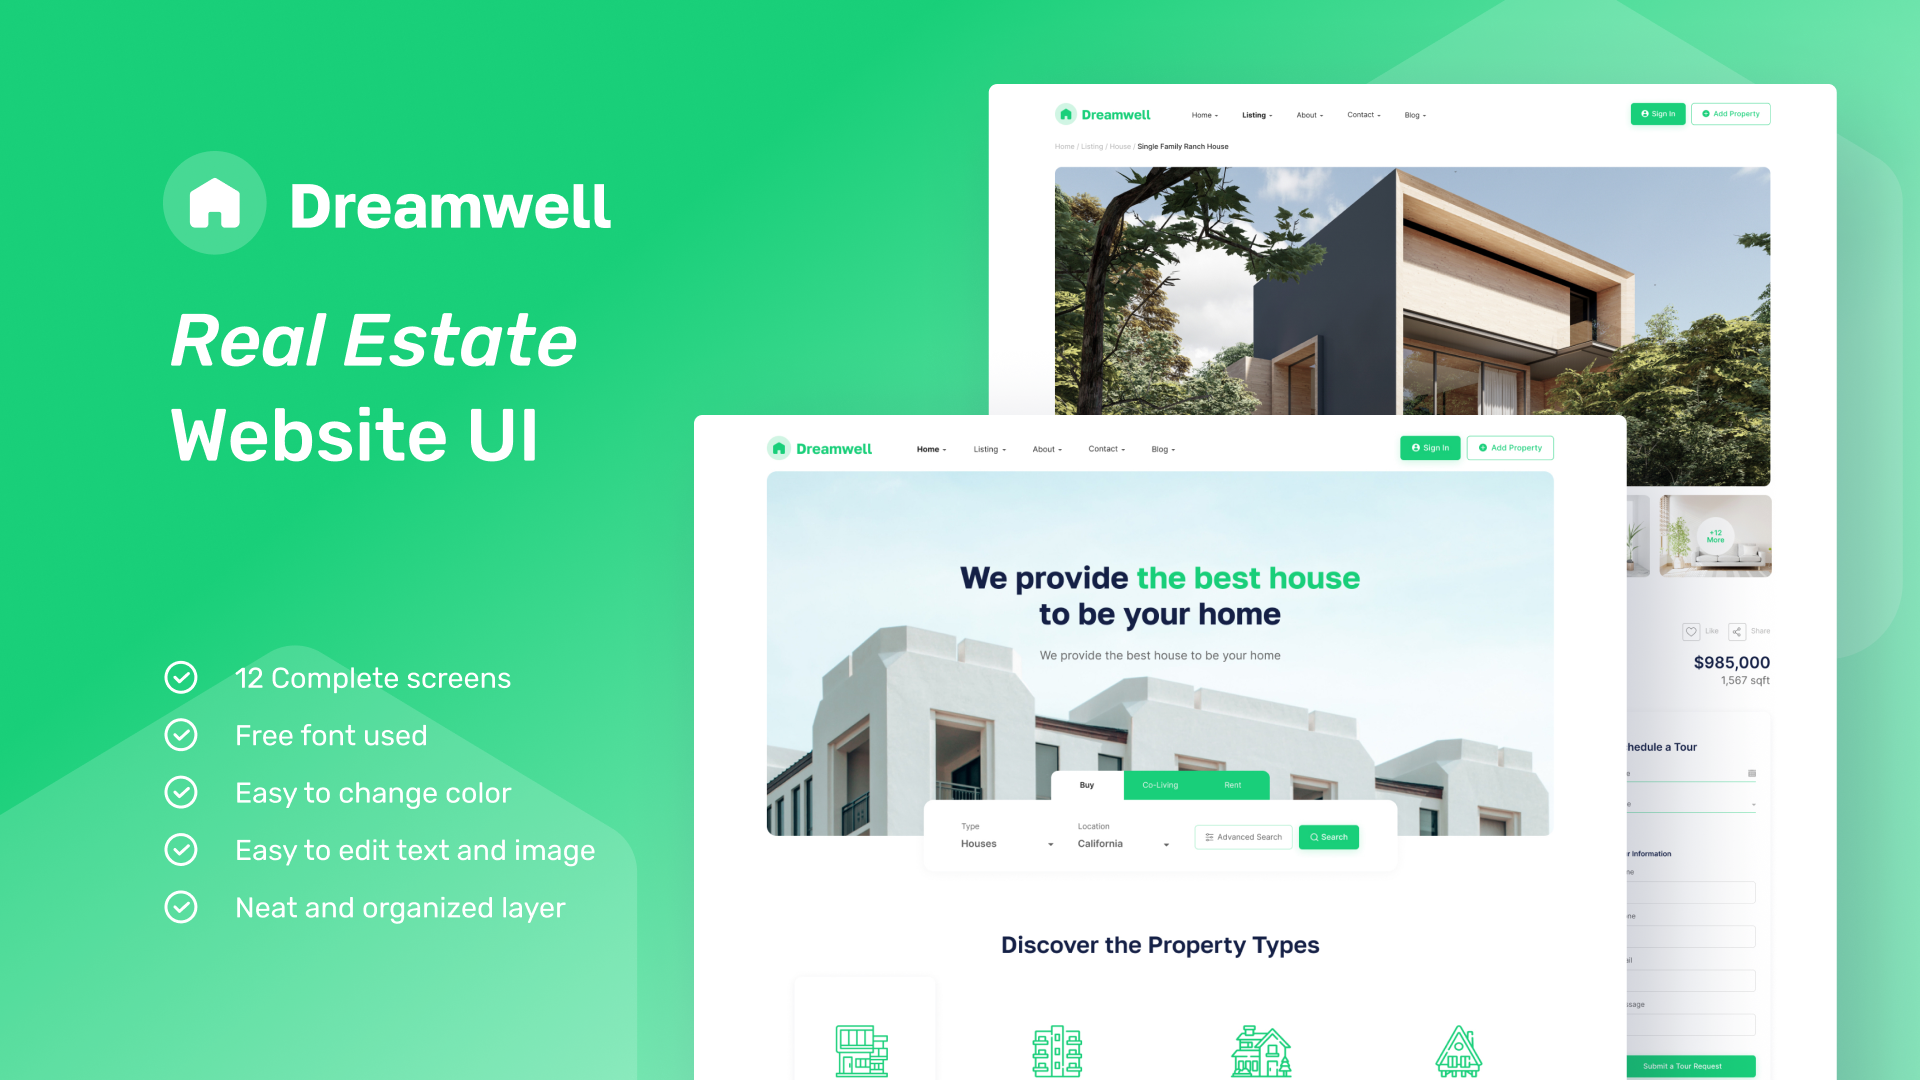 Dreamwell
Real Estate
Website UI
12 Complete screens
Free font used
Easy to change color
Easy to edit text and image
Neat and organized layer
Dreamwell
Home
Listing
About
Contact
Blog
Sign In
Add Property
Home / Listing / House / Single Family Ranch House
+12
More
Like
Share
$985,000
1,567 sqft
hedule a Tour
r Information
Submit a Tour Request
Dreamwell
Home
Listing
About
Contact
Blog
Sign In
Add Property
We provide the best house
to be your home
We provide the best house to be your home
Buy
Co-Living
Rent
Type
Houses
Location
California
Advanced Search
Search
Discover the Property Types